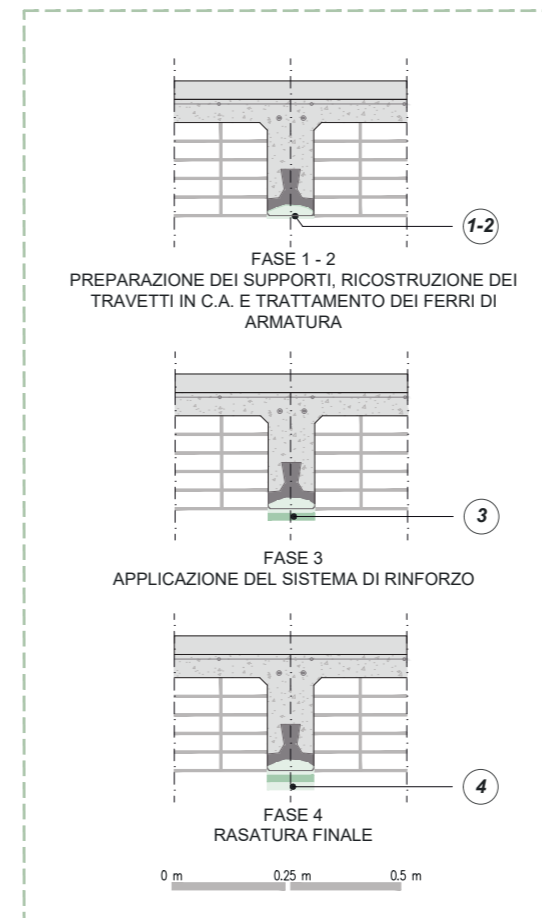 1-2
FASE 1 - 2
PREPARAZIONE DEI SUPPORTI, RICOSTRUZIONE DEI
TRAVETTI IN C.A. E TRATTAMENTO DEI FERRI DI
ARMATURA
3
FASE 3
APPLICAZIONE DEL SISTEMA DI RINFORZO
4
FASE 4
RASATURA FINALE
0 m 0.25 m 0.5 m